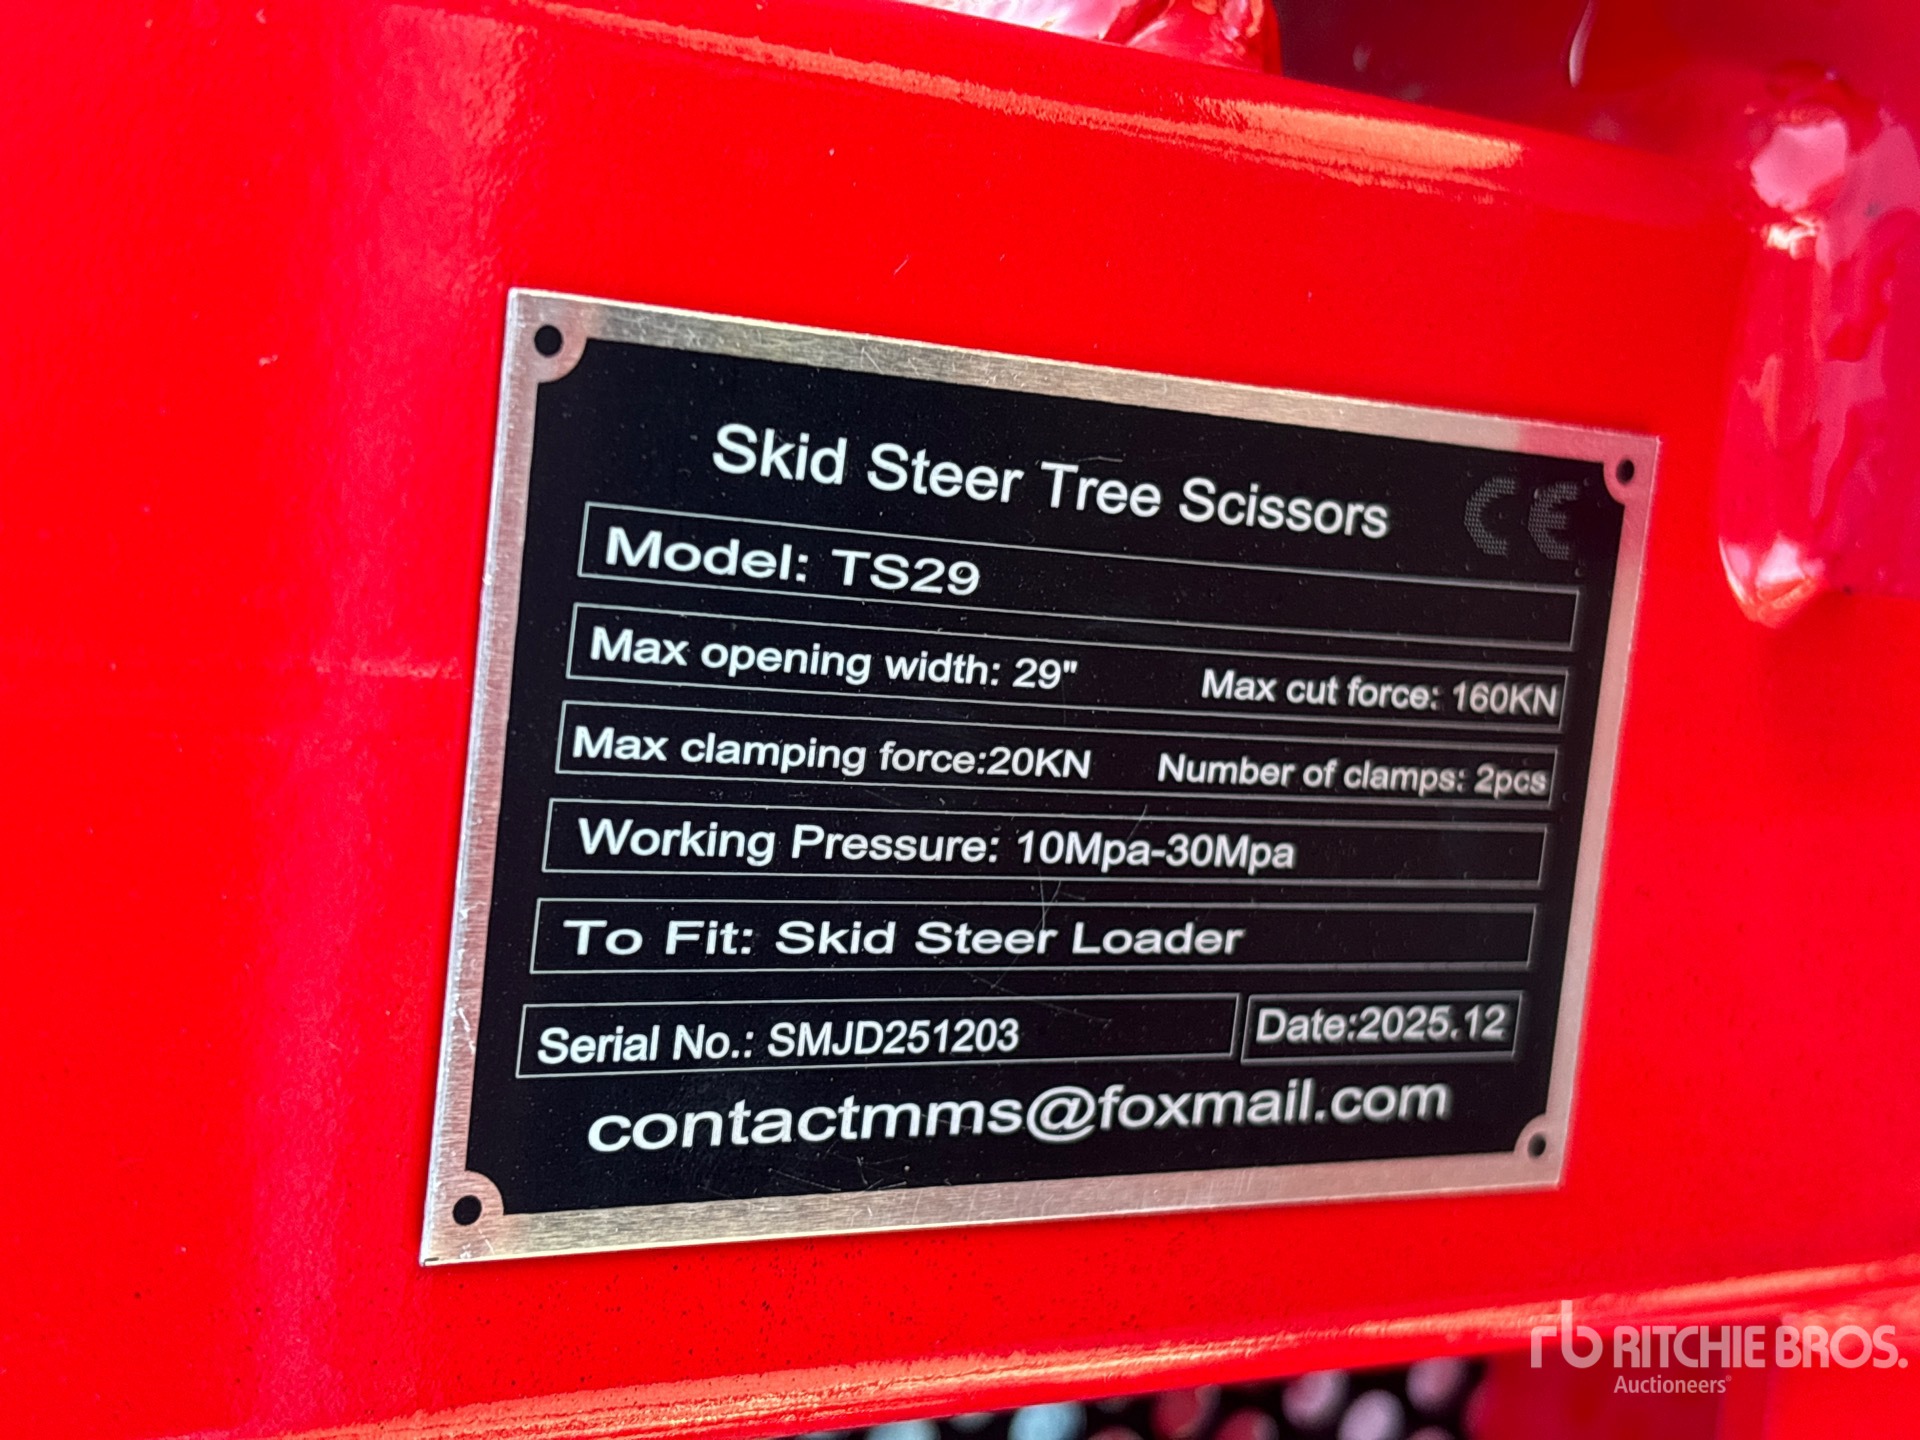 Skid Steer Tree Scissors
CE
Model: TS29
Max opening width: 29" Max cut force: 160KN
Max clamping force:20KN Number of clamps: 2pcs
Working Pressure: 10Mpa-30Mpa
To Fit: Skid Steer Loader
Serial No.: SMJD251203 Date:2025.12
contactmms@foxmail.com
rb RITCHIE BROS.
Auctioneers